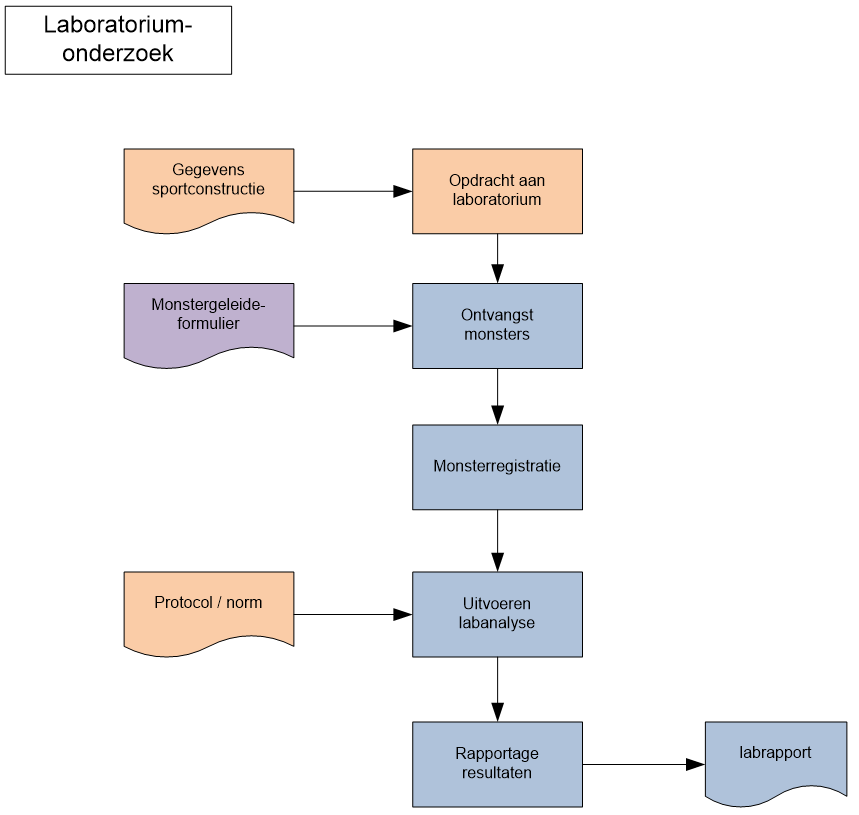 Laboratorium-
onderzoek
Gegevens
sportconstructie
Opdracht aan
laboratorium
Monstergeleide-
formulier
Ontvangst
monsters
Monsterregistratie
Protocol / norm
Uitvoeren
labanalyse
Rapportage
resultaten
labrapport